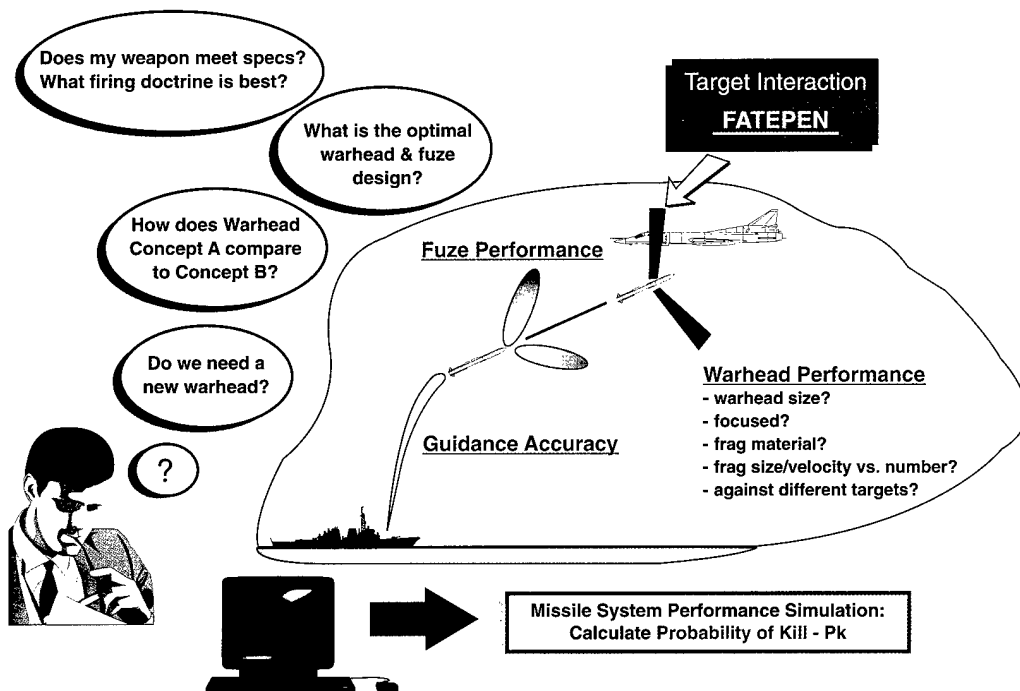 Does my weapon meet specs?
What firing doctrine is best?
What is the optimal
warhead & fuze
design?
How does Warhead
Concept A compare
to Concept B?
Do we need a
new warhead?
?
Target Interaction
FATEPEN
Fuze Performance
Guidance Accuracy
Warhead Performance
- warhead size?
- focused?
- frag material?
- frag size/velocity vs. number?
- against different targets?
Missile System Performance Simulation:
Calculate Probability of Kill - Pk